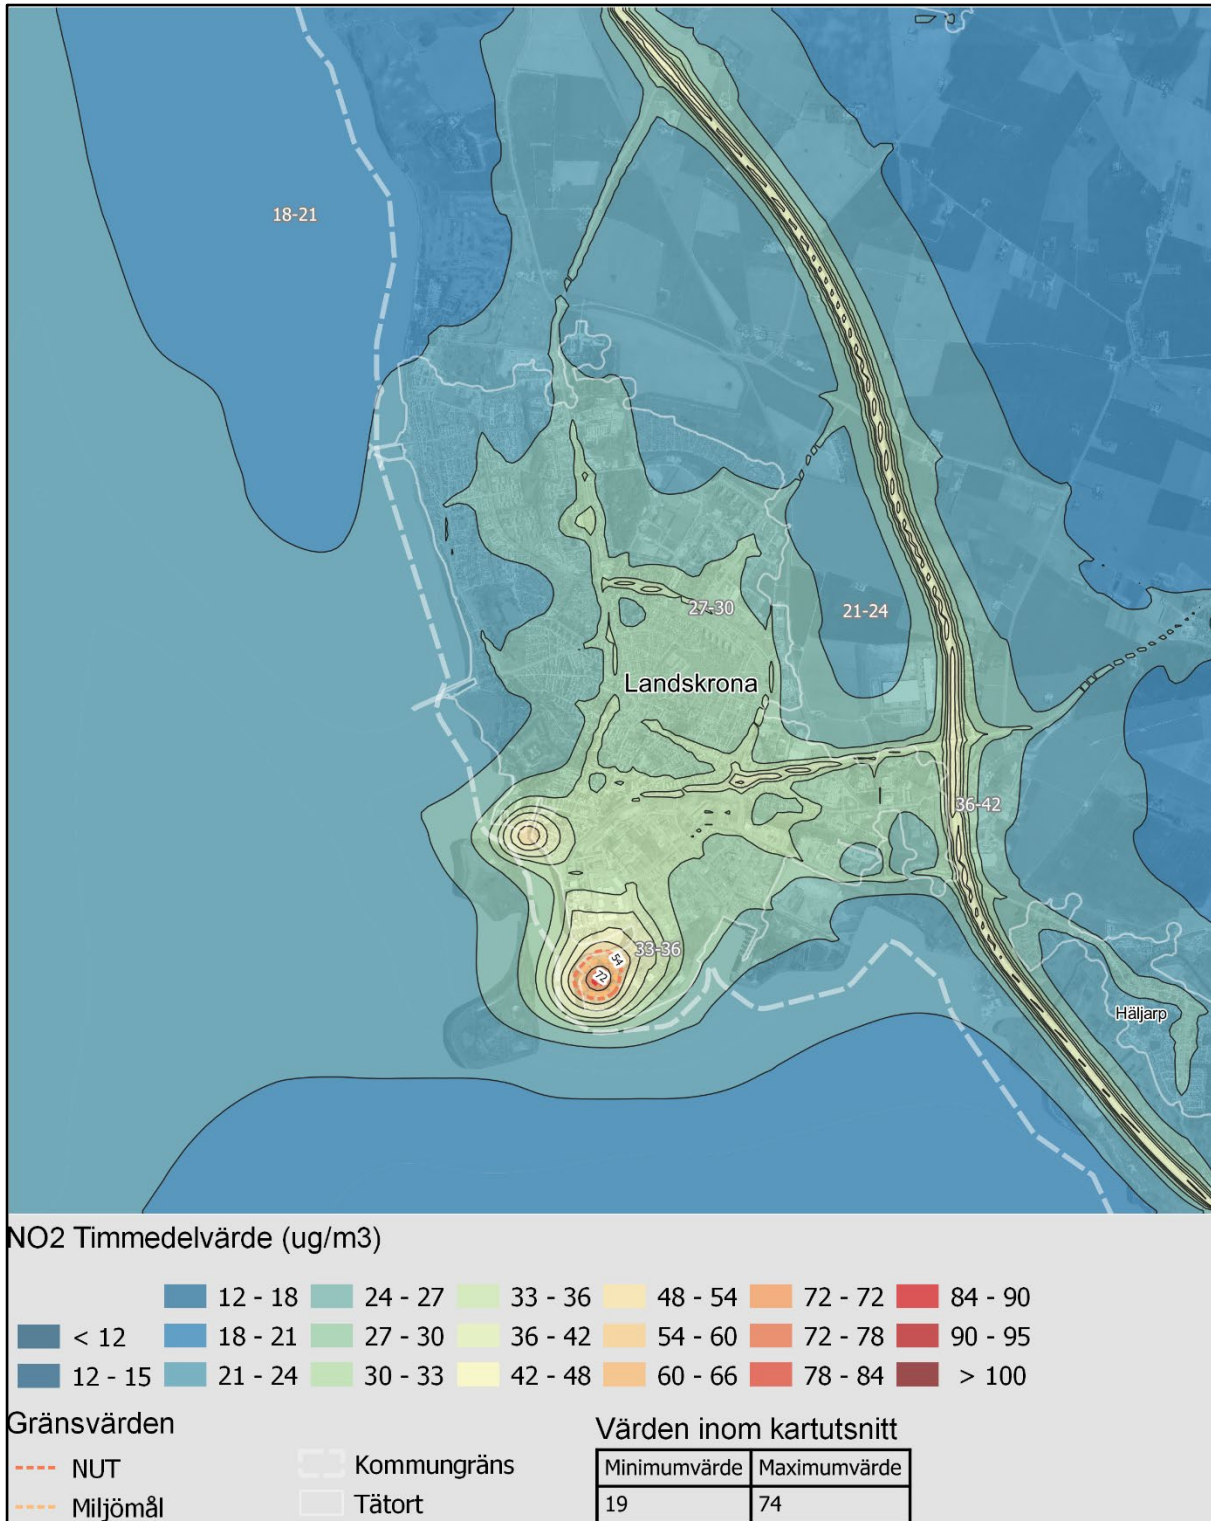 18-21
27-30
21-24
Landskrona
36-42
33-36
54
72
Häljarp
NO2 Timmedelvärde (ug/m3)
12 - 18 24 - 27 33 - 36 48 - 54 72 - 72 84 - 90
< 12 18 - 21 27 - 30 36 - 42 54 - 60 72 - 78 90 - 95
12 - 15 21 - 24 30 - 33 42 - 48 60 - 66 78 - 84 > 100
Gränsvärden
Värden inom kartutsnitt
NUT Kommungräns Minimumvärde Maximumvärde
Miljömål Tätort 19 74